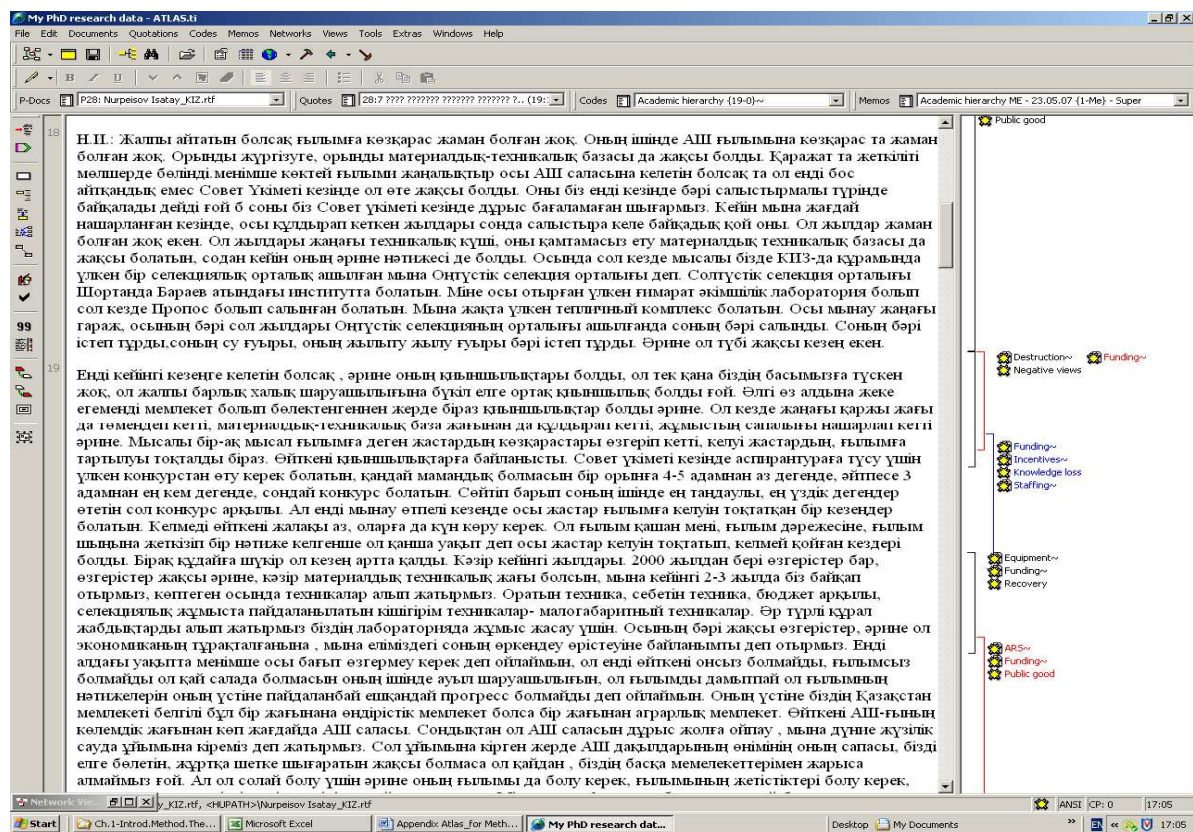 My PhD research data - ATLAS.ti
File Edit Documents Quotations Codes Memos Networks Views Tools Extras Windows Help
B I U
P-Docs P28: Nurpeisov Isatay_KIZ.rtf Quotes 28:7 ???? ??????? ??????? ??????? ?.. (19: Codes Academic hierarchy {19-0}~ Memos Academic hierarchy ME - 23.05.07 {1-Me} - Super
18
Н.И.: Жалпы айтатын болсақ ғылымға көзқарас жаман болған жоқ. Оның ішінде АШ ғылымына көзқарас та жаман
болған жоқ. Орынды жүргізуге, орынды материалдық-техникалық базасы да жақсы болды. Қаражат та жеткіліті
мөлшерде бөлінді.менімше көктей ғылыми жаңалықтыр осы АШ саласына келетін болсақ та ол енді бос
айтқандық емес Совет Үкіметі кезінде ол өте жақсы болды. Оны біз енді кезінде бәрі салыстырмалы түрінде
байқалады дейді ғой б соны біз Совет үкіметі кезінде дұрыс бағаламаған шығармыз. Кейін мына жағдай
нашарланған кезінде, осы құлдырап кеткен жылдары сонда салыстыра келе байқадық қой оны. Ол жылдар жаман
болған жоқ екен. Ол жылдары жаңағы техникалық күші, оны қамтамасыз ету материалдық техникалық базасы да
жақсы болатын, содан кейін оның әрине нәтижесі де болды. Осында сол кезде мысалы бізде КИЗ-да құрамында
үлкен бір селекциялық орталық ашылған мына Оңтүстік селекция орталығы деп. Солтүстік селекция орталығы
Шортанда Бараев атындағы институтта болатын. Міне осы отырған үлкен ғимарат әкімшілік лаборатория болып
сол кезде Пропос болып салынған болатын. Мына жақта үлкен тепличный комплекс болатын. Осы мынау жаңағы
гараж, осының бәрі сол жылдары Оңтүстік селекцияның орталығы ашылғанда соның бәрі салынды. Соның бәрі
істеп тұрды,соның су ғуыры, оның жылыту жылу ғуыры бәрі істеп тұрды. Әрине ол түбі жақсы кезең екен.
19
Енді кейінгі кезеңге келетін болсақ , әрине оның қиыншылықтары болды, ол тек қана біздің басымызға түскен
жоқ, ол жалпы барлық халық шаруашылығына бүкіл елге ортақ қиыншылық болды ғой. Әлгі өз алдына жеке
егеменді мемлекет болып бөлектенгеннен жерде біраз қиыншылықтар болды әрине. Ол кезде жаңағы қаржы жағы
да төмендеп кетті, материалдық-техникалық база жағынан да құлдырап кетті, жұмыстың сапалығы нашарлап кетті
әрине. Мысалы бір-ақ мысал ғылымға деген жастардың көзқарастары өзгеріп кетті, келуі жастардың, ғылымға
тартылуы тоқталды біраз. Өйткені қиыншылықтарға байланысты. Совет үкіметі кезінде аспирантураға түсу үшін
үлкен конкурстан өту керек болатын, қандай мамандық болмасын бір орынға 4-5 адамнан аз дегенде, әйтпесе 3
адамнан ең кем дегенде, сондай конкурс болатын. Сөйтіп барып соның ішінде ең таңдаулы, ең үздік дегендер
өтетін сол конкурс арқылы. Ал енді мынау өтпелі кезеңде осы жастар ғылымға келуін тоқтатқан бір кезеңдер
болатын. Келмеді өйткені жалақы аз, оларға да күн көру керек. Ол ғылым қашан мені, ғылым дәрежесіне, ғылым
шыңына жеткізіп бір нәтиже келгенше ол қанша уақыт деп осы жастар келуін тоқтатып, келмей қойған кездері
болды. Бірақ құдайға шүкір ол кезең артта қалды. Кәзір кейінгі жылдары. 2000 жылдан бері өзгерістер бар,
өзгерістер жақсы әрине, кәзір материалдық техникалық жағы болсын, мына кейінгі 2-3 жылда біз байқап
отырмыз, көптеген осында техникалар алып жатырмыз. Оратын техника, себетін техника, бюджет арқылы,
селекциялық жұмыста пайдаланылатын кішігірім техникалар- малогабаритный техникалар. Әр түрлі құрал
жабдықтарды алып жатырмыз біздің лабораторияда жұмыс жасау үшін. Осының бәрі жақсы өзгерістер, әрине ол
экономиканың тұрақталғанына , мына еліміздегі соның өркендеу өрістеуіне байланымты деп отырмыз. Енді
алдағы уақытта менімше осы бағыт өзгермеу керек деп ойлаймын, ол енді өйткені онсыз болмайды, ғылымсыз
болмайды ол қай салада болмасын оның ішінде ауыл шаруашылығын, ол ғылымды дамытпай ол ғылымның
нәтижелерін оның үстіне пайдаланбай ешқандай прогресс болмайды деп ойлаймын. Оның үстіне біздің Қазақстан
мемлекеті белгілі бұл бір жағынана өндірістік мемлекет болса бір жағынан аграрлық мемлекет. Өйткені АШ-ғының
көлемдік жағынан көп жағдайда АШ саласы. Сондықтан ол АШ саласын дұрыс жолға ойпау , мына дүние жүзілік
сауда ұйымына кіреміз деп жатырмыз. Сол ұйымына кірген жерде АШ дақылдарының өнімінің оның сапасы, бізді
елге бөлетін, жұртқа шетке шығаратын жақсы болмаса ол қайдан , біздің басқа мемелекеттерімен жарыса
алмаймыз ғой. Ал ол солай болу үшін әрине оның ғылымы да болу керек, ғылымының жетістіктері болу керек,
Public good
Destruction~ Funding~
Negative views
Funding~
Incentives~
Knowledge loss
Staffing~
Equipment~
Funding~
Recovery
ARS~
Funding~
Public good
Network Vie... y_KIZ.rtf, <HUPATH>\Nurpeisov Isatay_KIZ.rtf ANSI CP: 0 17:05
Start Ch.1-Introd.Method.The... Microsoft Excel Appendix Atlas_for Meth... My PhD research dat... Desktop My Documents EN 17:05